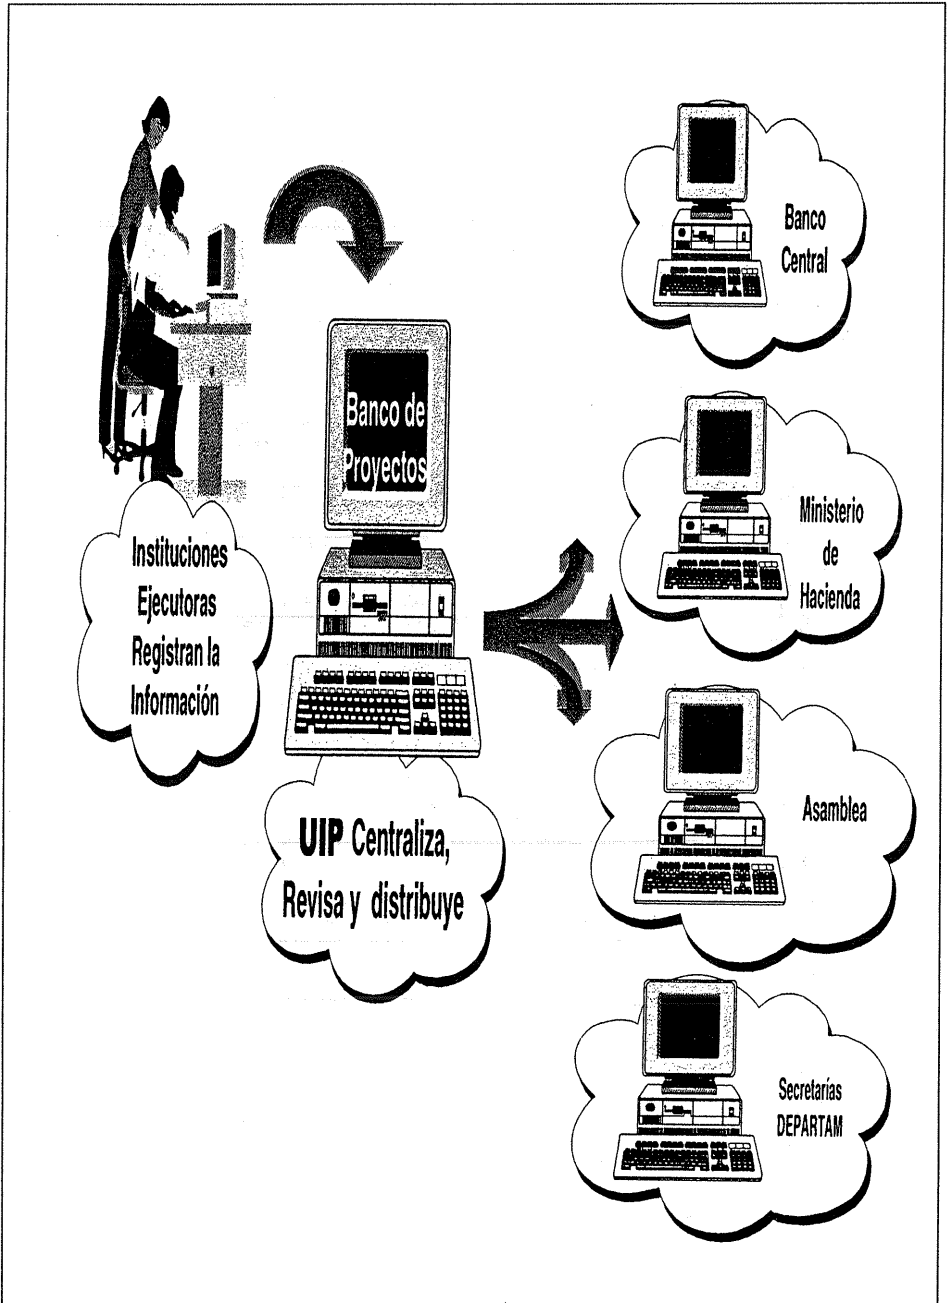 Banco de
Proyectos
Instituciones
Ejecutoras
Registran la
Información
UIP Centraliza,
Revisa y distribuye
Banco
Central
Ministerio
de
Hacienda
Asamblea
Secretarías
DEPARTAM